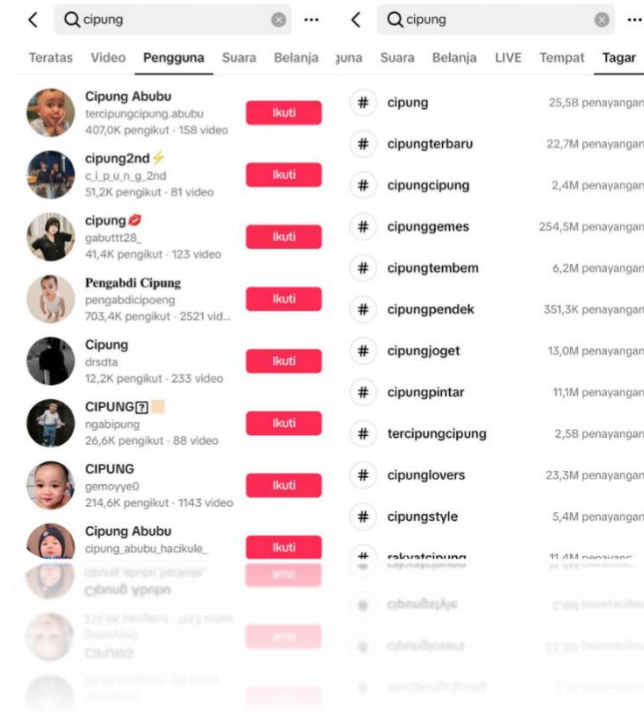 cipung
Teratas Video Pengguna Suara Belanja
Cipung Abubu
tercipungcipung.abubu
407,0K pengikut · 158 video
Ikuti
cipung2nd⚡
c_i_p_u_n_g_2nd
51,2K pengikut · 81 video
Ikuti
cipung💋
gabuttt28_
41,4K pengikut · 123 video
Ikuti
Pengabdi Cipung
pengabdicipoeng
703,4K pengikut · 2521 vid...
Ikuti
Cipung
drsdta
12,2K pengikut · 233 video
Ikuti
CIPUNG
ngabipung
26,6K pengikut · 88 video
Ikuti
CIPUNG
gemoyye0
214,6K pengikut · 1143 video
Ikuti
Cipung Abubu
cipung_abubu_hacikule_
Ikuti
cipung
guna Suara Belanja LIVE Tempat Tagar
# cipung 25,5B penayangan
# cipungterbaru 22,7M penayangan
# cipungcipung 2,4M penayangan
# cipunggemes 254,5M penayangan
# cipungtembem 6,2M penayangan
# cipungpendek 351,3K penayangan
# cipungjoget 13,0M penayangan
# cipungpintar 11,1M penayangan
# tercipungcipung 2,5B penayangan
# cipunglovers 23,3M penayangan
# cipungstyle 5,4M penayangan
# rakyatcipung 11,4M penayangan